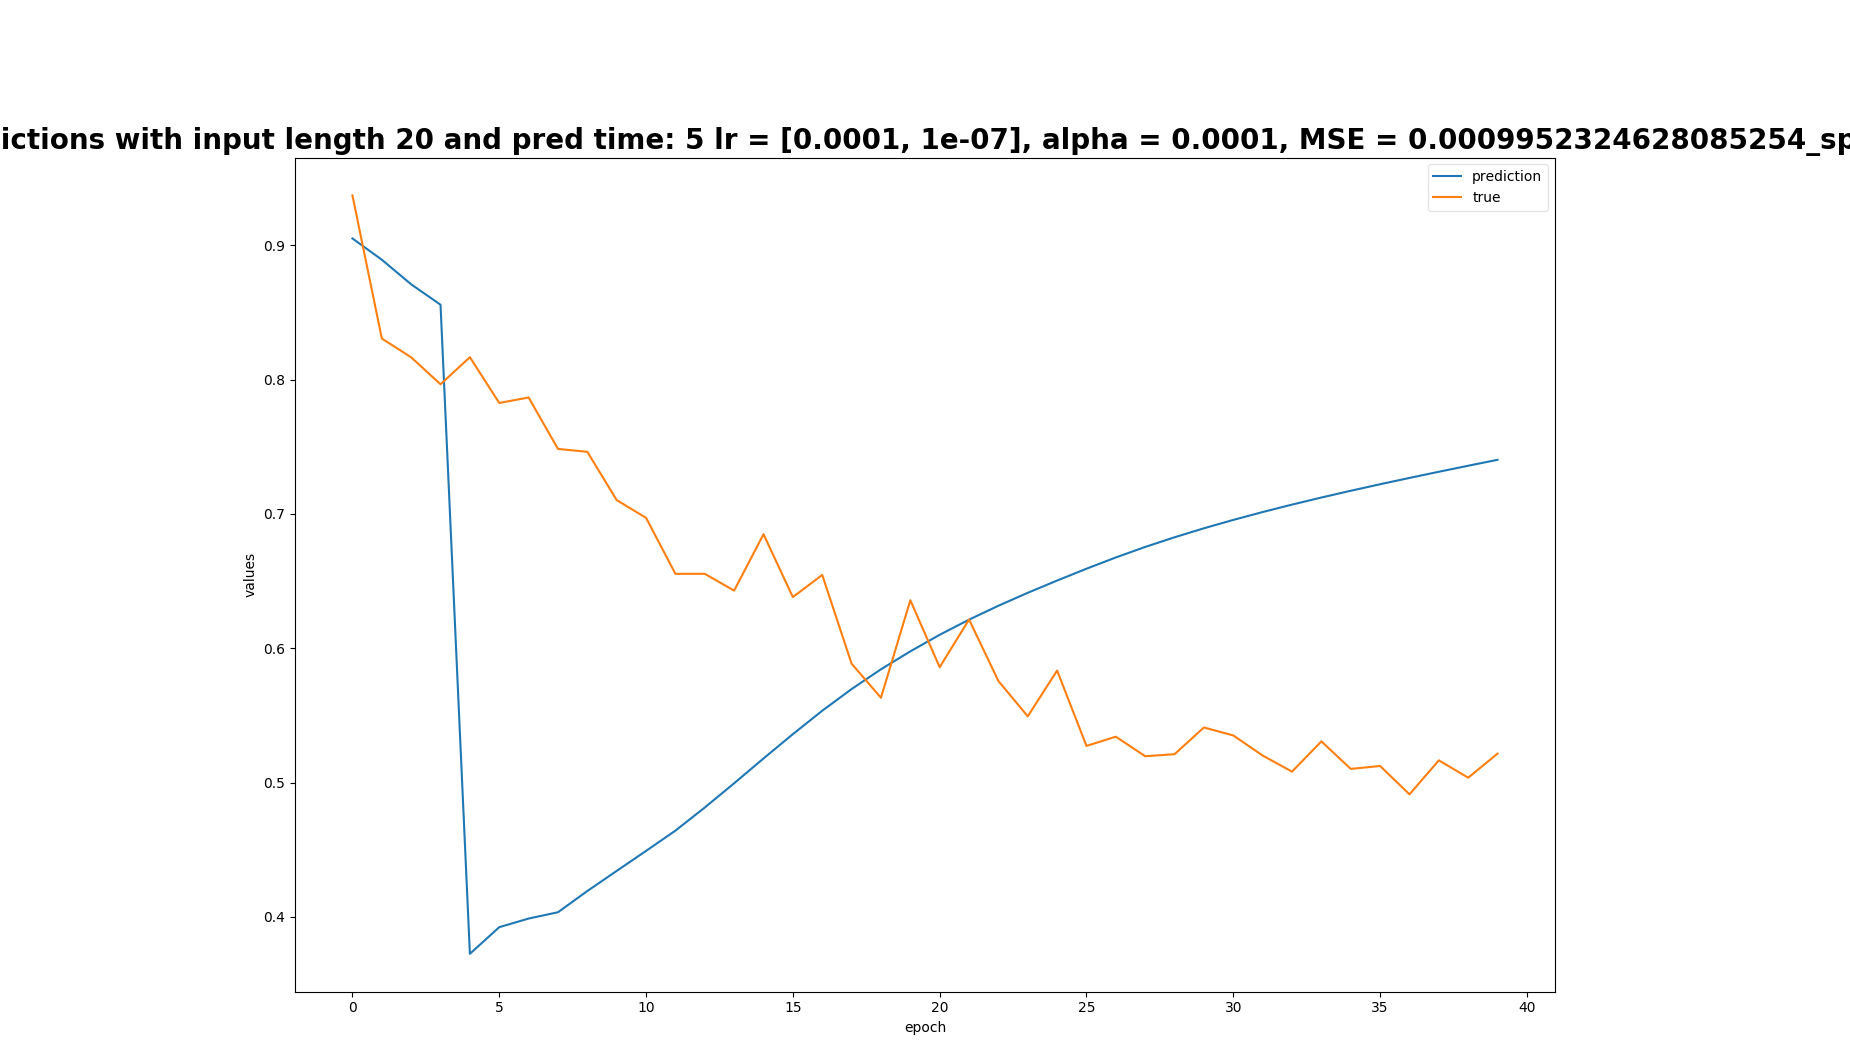 ictions with input length 20 and pred time: 5 lr = [0.0001, 1e-07], alpha = 0.0001, MSE = 0.0009952324628085254_sp
prediction
true
0.9
0.8
0.7
0.6
0.5
0.4
values
0 5 10 15 20 25 30 35 40
epoch